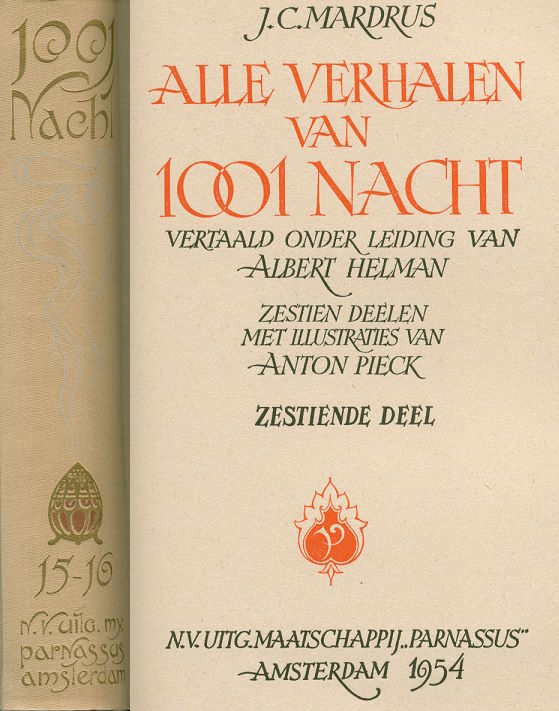 1001
Nacht
15-16
N.V. Uitg. my.
parnassus
amsterdam
J.C. MARDRUS
ALLE VERHALEN
VAN
1001 NACHT
VERTAALD ONDER LEIDING VAN
ALBERT HELMAN
ZESTIEN DEELEN
MET ILLUSTRATIES VAN
ANTON PIECK
ZESTIENDE DEEL
N.V. UITG. MAATSCHAPPIJ „PARNASSUS”
AMSTERDAM 1954